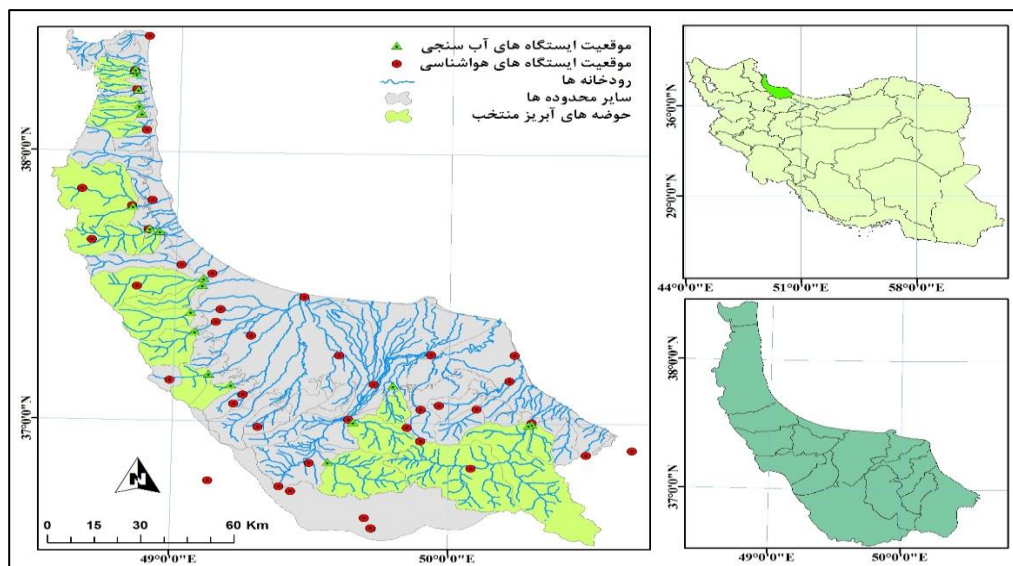 موقعیت ایستگاه های آب سنجی
موقعیت ایستگاه های هواشناسی
رودخانه ها
سایر محدوده ها
حوضه های آبریز منتخب
38°0'0"N
37°0'0"N
N
0 15 30 60 Km
49°0'0"E 50°0'0"E
36°0'0"N
29°0'0"N
44°0'0"E 51°0'0"E 58°0'0"E
38°0'0"N
37°0'0"N
49°0'0"E 50°0'0"E